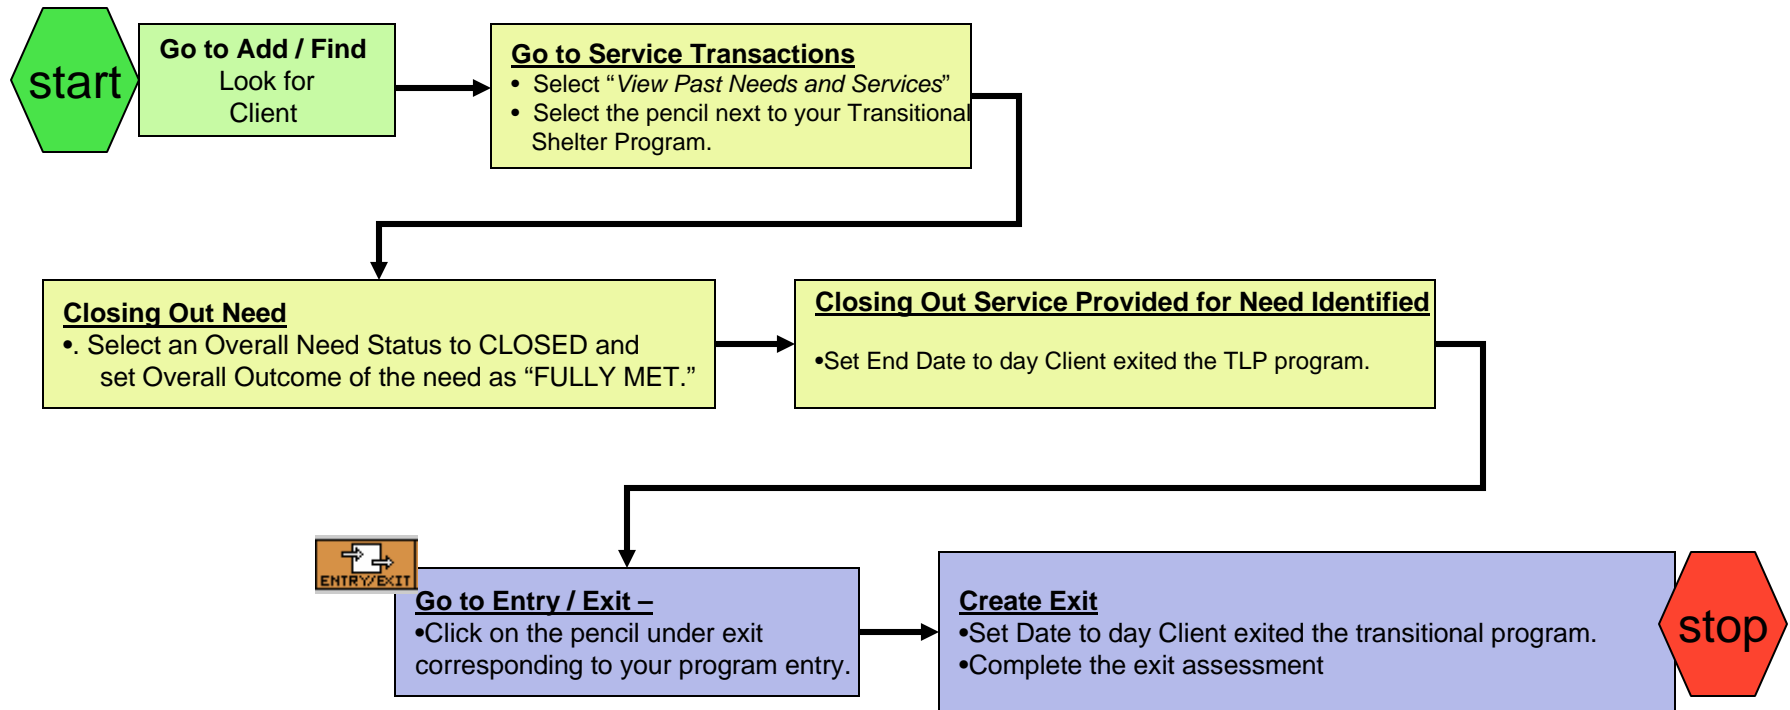 start
Go to Add / Find
Look for
Client
Go to Service Transactions
• Select “View Past Needs and Services”
• Select the pencil next to your Transitional
Shelter Program.
Closing Out Need
•. Select an Overall Need Status to CLOSED and
set Overall Outcome of the need as “FULLY MET.”
Closing Out Service Provided for Need Identified
•Set End Date to day Client exited the TLP program.
ENTRY/EXIT
Go to Entry / Exit –
•Click on the pencil under exit
corresponding to your program entry.
Create Exit
•Set Date to day Client exited the transitional program.
•Complete the exit assessment
stop